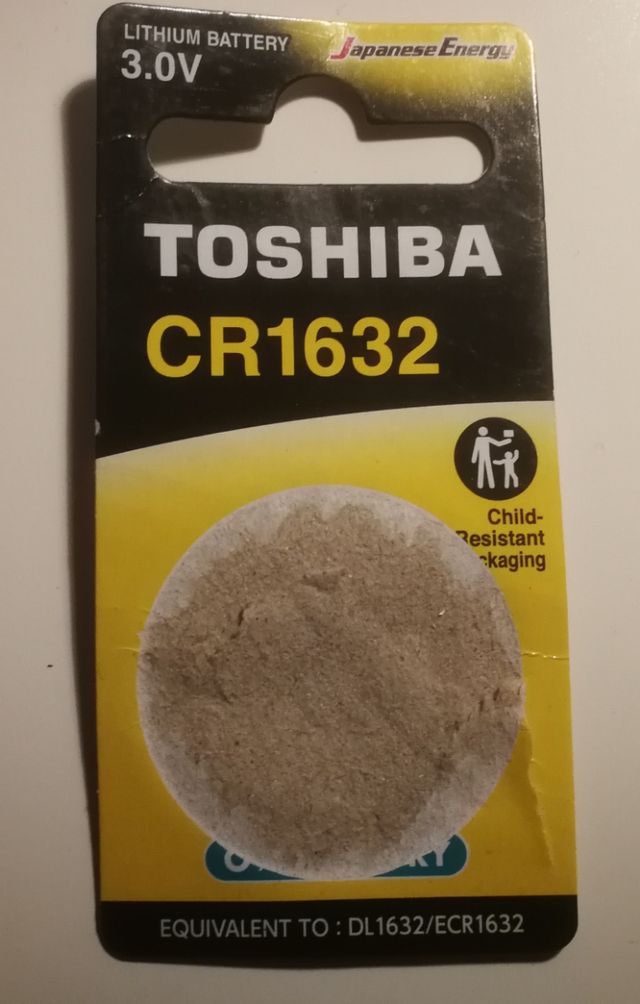 LITHIUM BATTERY
3.0V
Japanese Energy
TOSHIBA
CR1632
Child-
Resistant
EQUIVALENT TO : DL1632/ECR1632